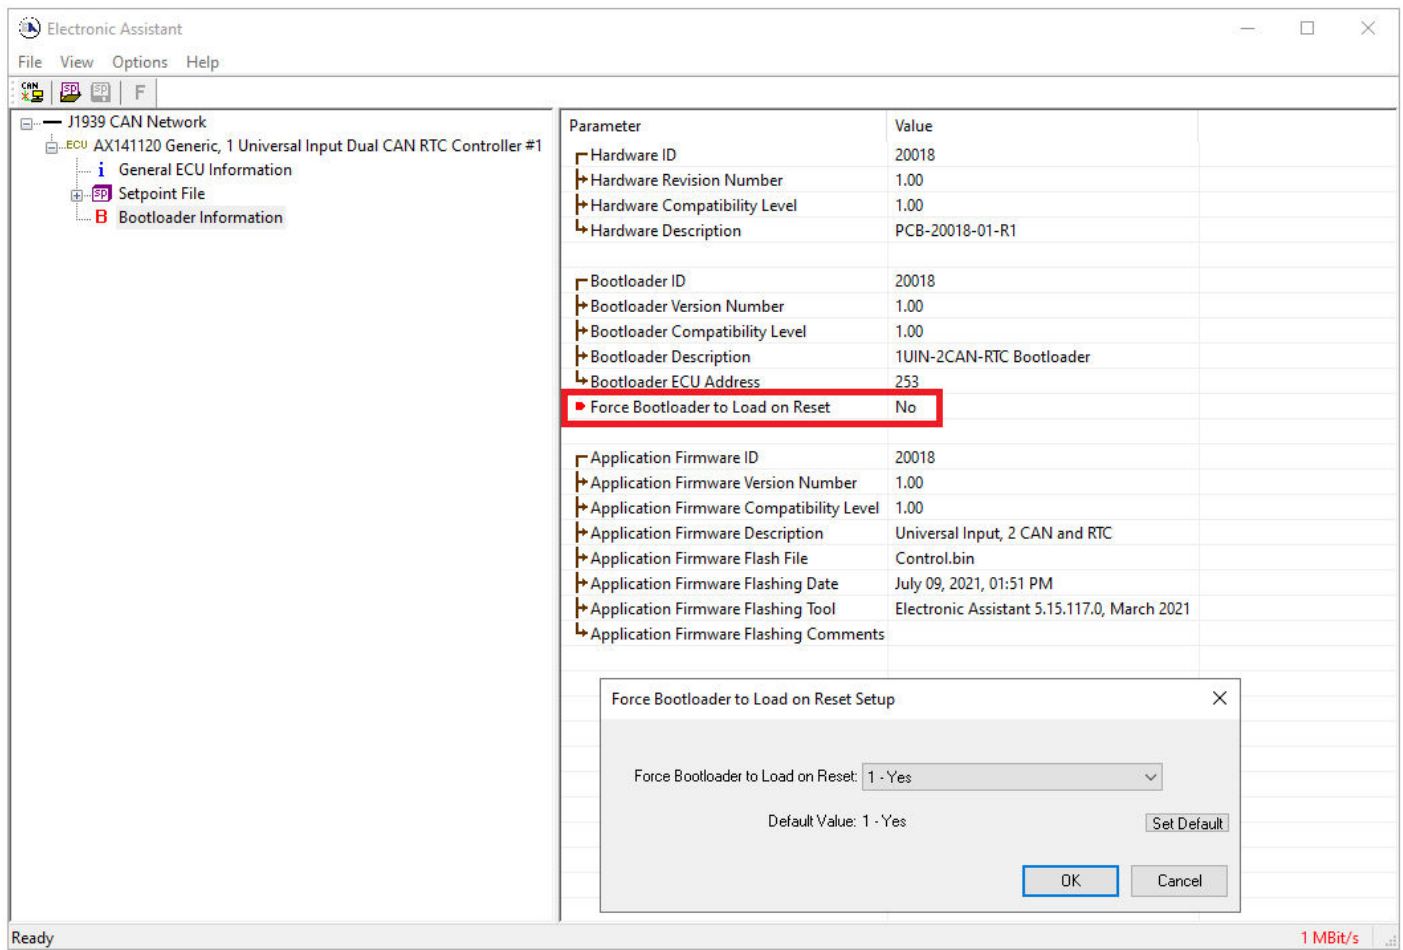 Electronic Assistant
File View Options Help
CAN SP SP F
J1939 CAN Network
ECU AX141120 Generic, 1 Universal Input Dual CAN RTC Controller #1
i General ECU Information
SP Setpoint File
B Bootloader Information
Parameter Value
Hardware ID 20018
Hardware Revision Number 1.00
Hardware Compatibility Level 1.00
Hardware Description PCB-20018-01-R1
Bootloader ID 20018
Bootloader Version Number 1.00
Bootloader Compatibility Level 1.00
Bootloader Description 1UIN-2CAN-RTC Bootloader
Bootloader ECU Address 253
Force Bootloader to Load on Reset No
Application Firmware ID 20018
Application Firmware Version Number 1.00
Application Firmware Compatibility Level 1.00
Application Firmware Description Universal Input, 2 CAN and RTC
Application Firmware Flash File Control.bin
Application Firmware Flashing Date July 09, 2021, 01:51 PM
Application Firmware Flashing Tool Electronic Assistant 5.15.117.0, March 2021
Application Firmware Flashing Comments
Force Bootloader to Load on Reset Setup
Force Bootloader to Load on Reset: 1 - Yes
Default Value: 1 - Yes Set Default
OK Cancel
Ready 1 MBit/s